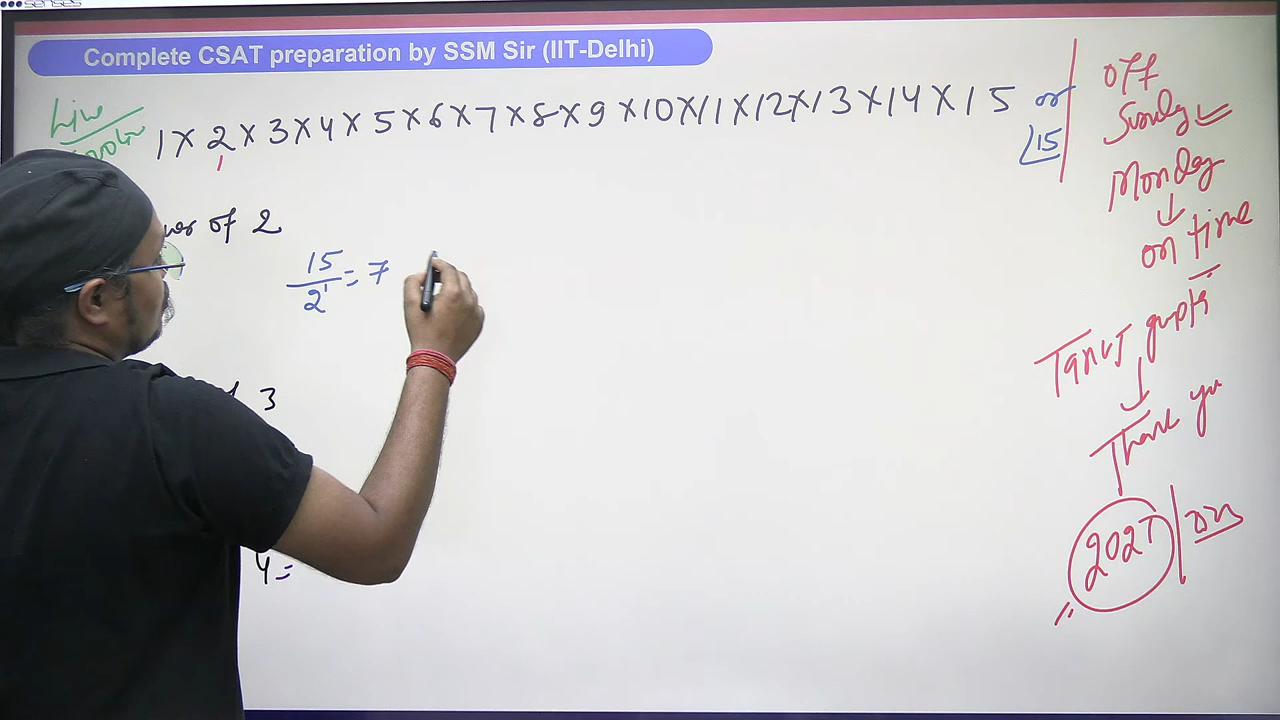 senses
Complete CSAT preparation by SSM Sir (IIT-Delhi)
Live
1 × 2 × 3 × 4 × 5 × 6 × 7 × 8 × 9 × 10 × 11 × 12 × 13 × 14 × 15 or
15
of 2
15/2¹ = 7
3
4 =
off
Sunday
Monday
↓
on time
Tanuj gupta
↓
Thank you
2027